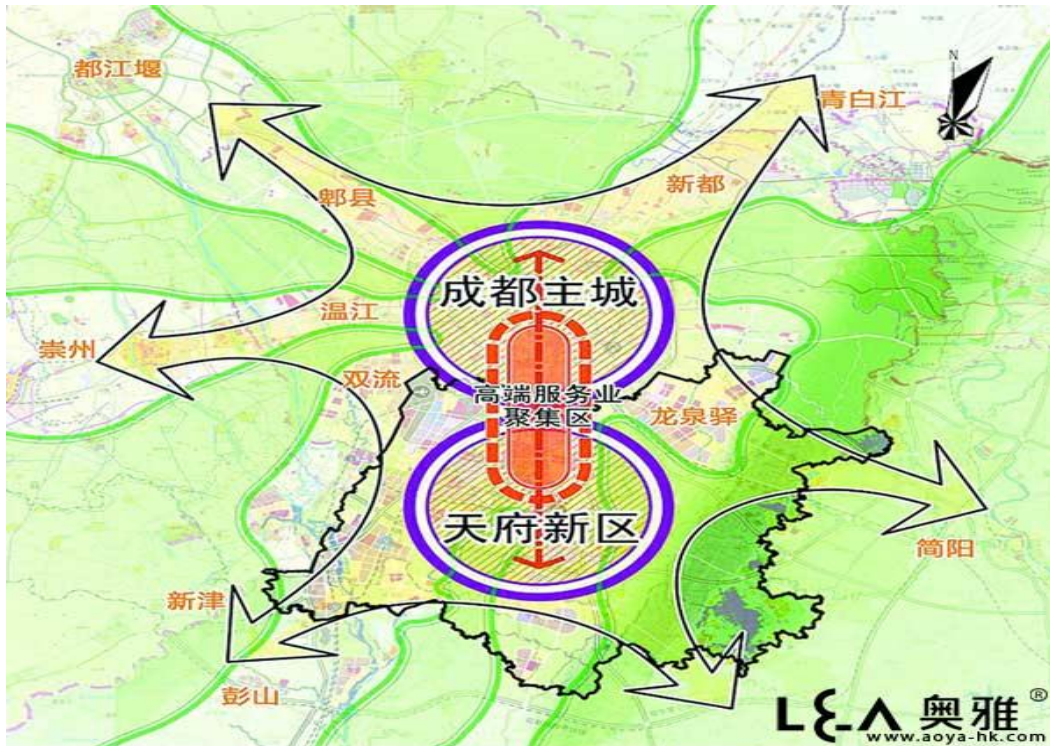 都江堰
N
青白江
新都
郫县
成都主城
温江
崇州
双流
高端服务业
聚集区
龙泉驿
天府新区
简阳
新津
彭山
LEA 奥雅®
www.aoya-hk.com